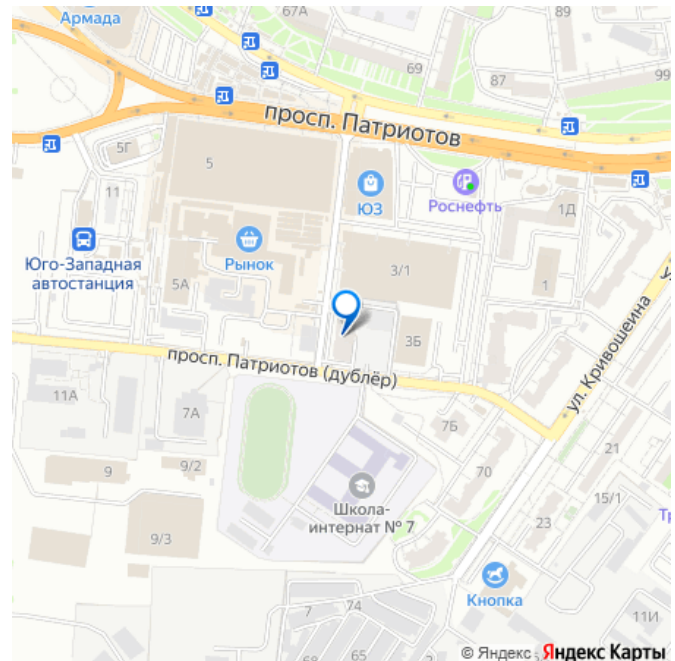 67А
89
Армада
69
87
99
просп. Патриотов
5Г
5
11
ЮЗ
Роснефть
1Д
Юго-Западная
автостанция
Рынок
3/1
1
5А
3Б
ул. Кривошеина
просп. Патриотов (дублёр)
11А
7А
7Б
21
9
9/2
70
15/1
Школа-
интернат № 7
23
9/3
Кнопка
7
74
11И
65
© Яндекс
Яндекс Карты